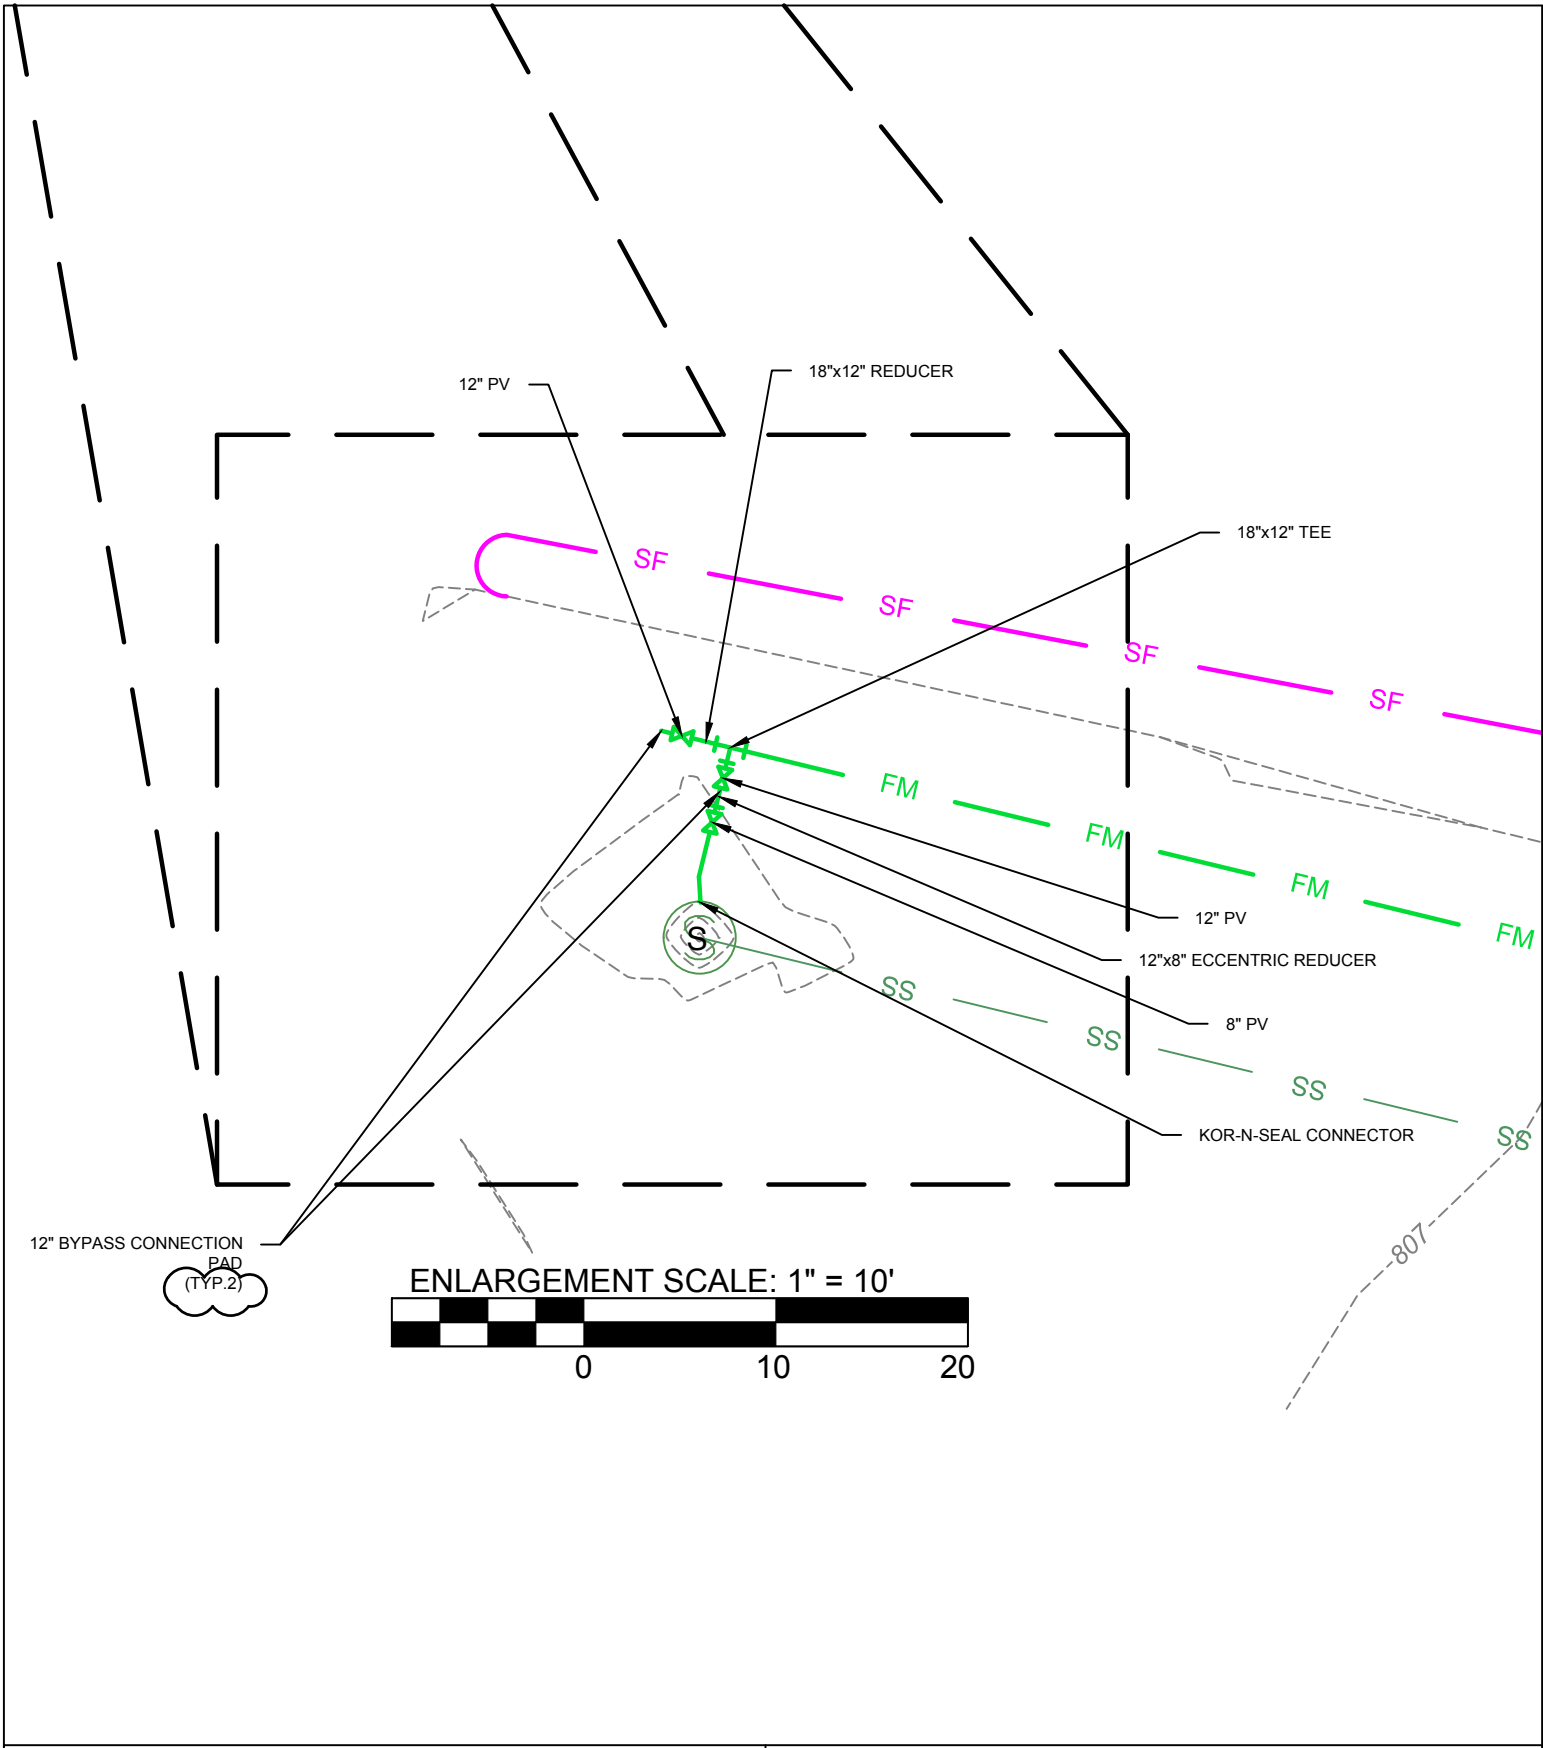 18"x12" REDUCER
12" PV
18"x12" TEE
SF
SF
SF
SF
FM
FM
FM
FM
12" PV
S
12"x8" ECCENTRIC REDUCER
SS
8" PV
SS
SS
KOR-N-SEAL CONNECTOR
SS
12" BYPASS CONNECTION
PAD
(TYP.2)
807
ENLARGEMENT SCALE: 1" = 10'
0 10 20